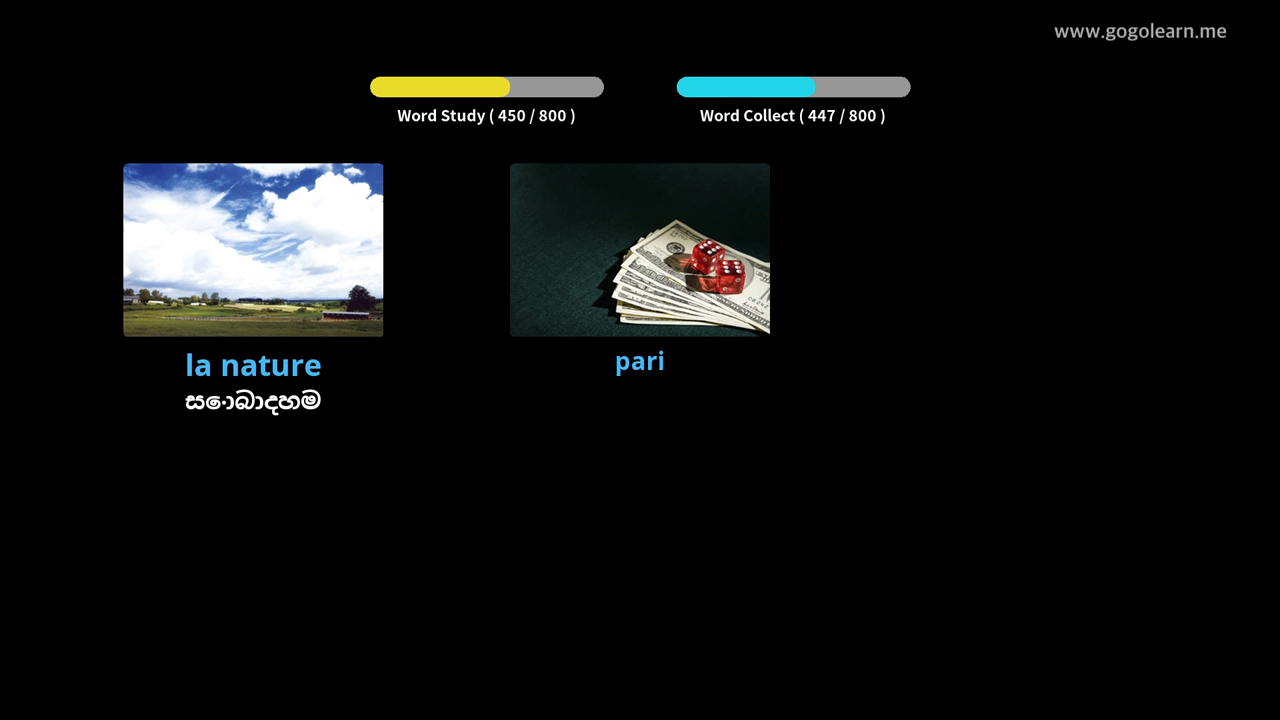 www.gogolearn.me
Word Study ( 450 / 800 )
Word Collect ( 447 / 800 )
la nature
සොබාදහම
pari